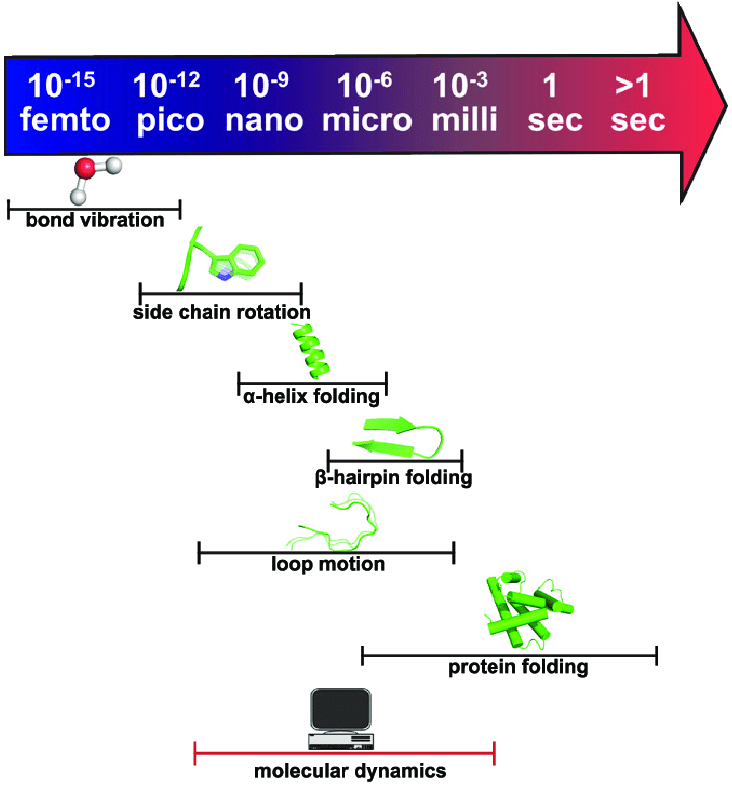 10-15 10-12 10-9 10-6 10-3 1 >1
femto pico nano micro milli sec sec
bond vibration
side chain rotation
α-helix folding
β-hairpin folding
loop motion
protein folding
molecular dynamics